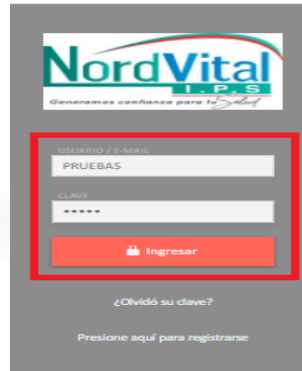 NordVital
I.P.S
Generamos confianza para tu Salud
USUARIO / E-MAIL
PRUEBAS
CLAVE
*****
Ingresar
¿Olvidó su clave?
Presione aquí para registrarse